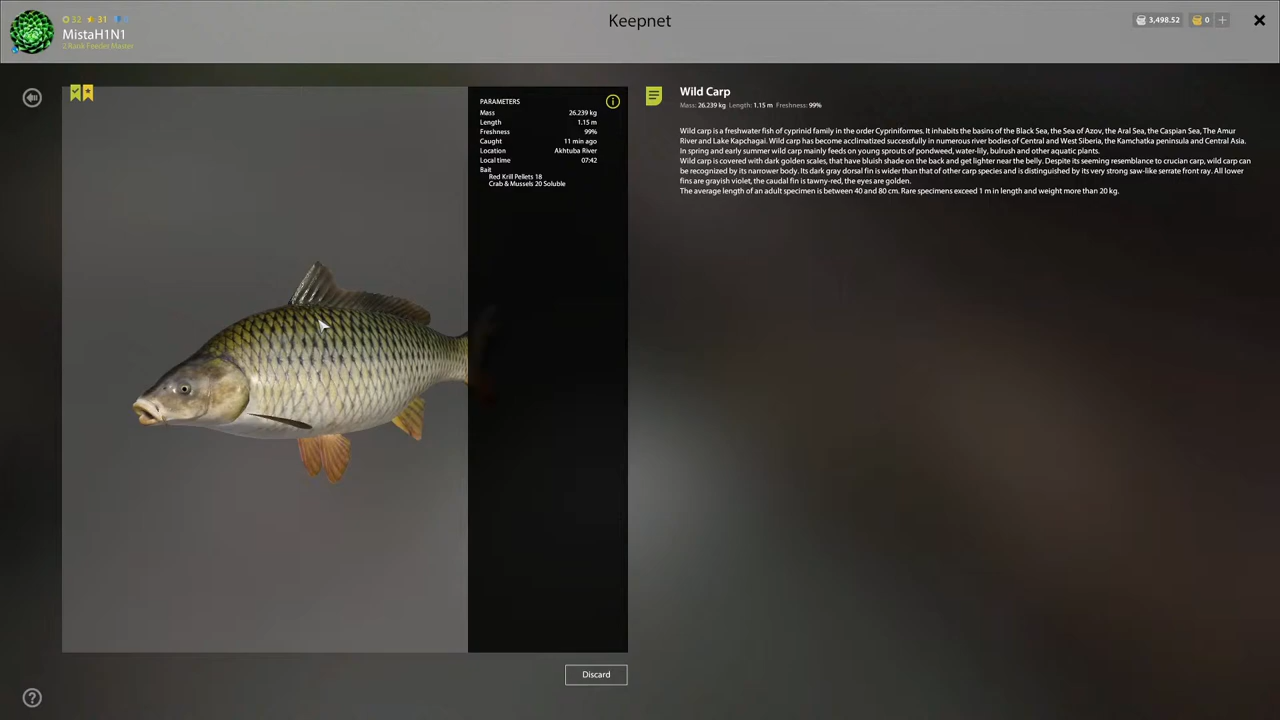 32 31
MistaH1N1
2 Rank Feeder Master
Keepnet
3,498.52 0
PARAMETERS
Mass 26.239 kg
Length 1.15 m
Freshness 99%
Caught 11 min ago
Location Akhtuba River
Local time 07:42
Bait
Red Krill Pellets 18
Crab & Mussels 20 Soluble
Wild Carp
Mass: 26.239 kg Length: 1.15 m Freshness: 99%
Wild carp is a freshwater fish of cyprinid family in the order Cypriniformes. It inhabits the basins of the Black Sea, the Sea of Azov, the Aral Sea, the Caspian Sea, The Amur
River and Lake Kapchagai. Wild carp has become acclimatized successfully in numerous river bodies of Central and West Siberia, the Kamchatka peninsula and Central Asia.
In spring and early summer wild carp mainly feeds on young sprouts of pondweed, water-lily, bulrush and other aquatic plants.
Wild carp is covered with dark golden scales, that have bluish shade on the back and get lighter near the belly. Despite its seeming resemblance to crucian carp, wild carp can
be recognized by its narrower body. Its dark gray dorsal fin is wider than that of other carp species and is distinguished by its very strong saw-like serrate front ray. All lower
fins are grayish violet, the caudal fin is tawny-red, the eyes are golden.
The average length of an adult specimen is between 40 and 80 cm. Rare specimens exceed 1 m in length and weight more than 20 kg.
Discard
?